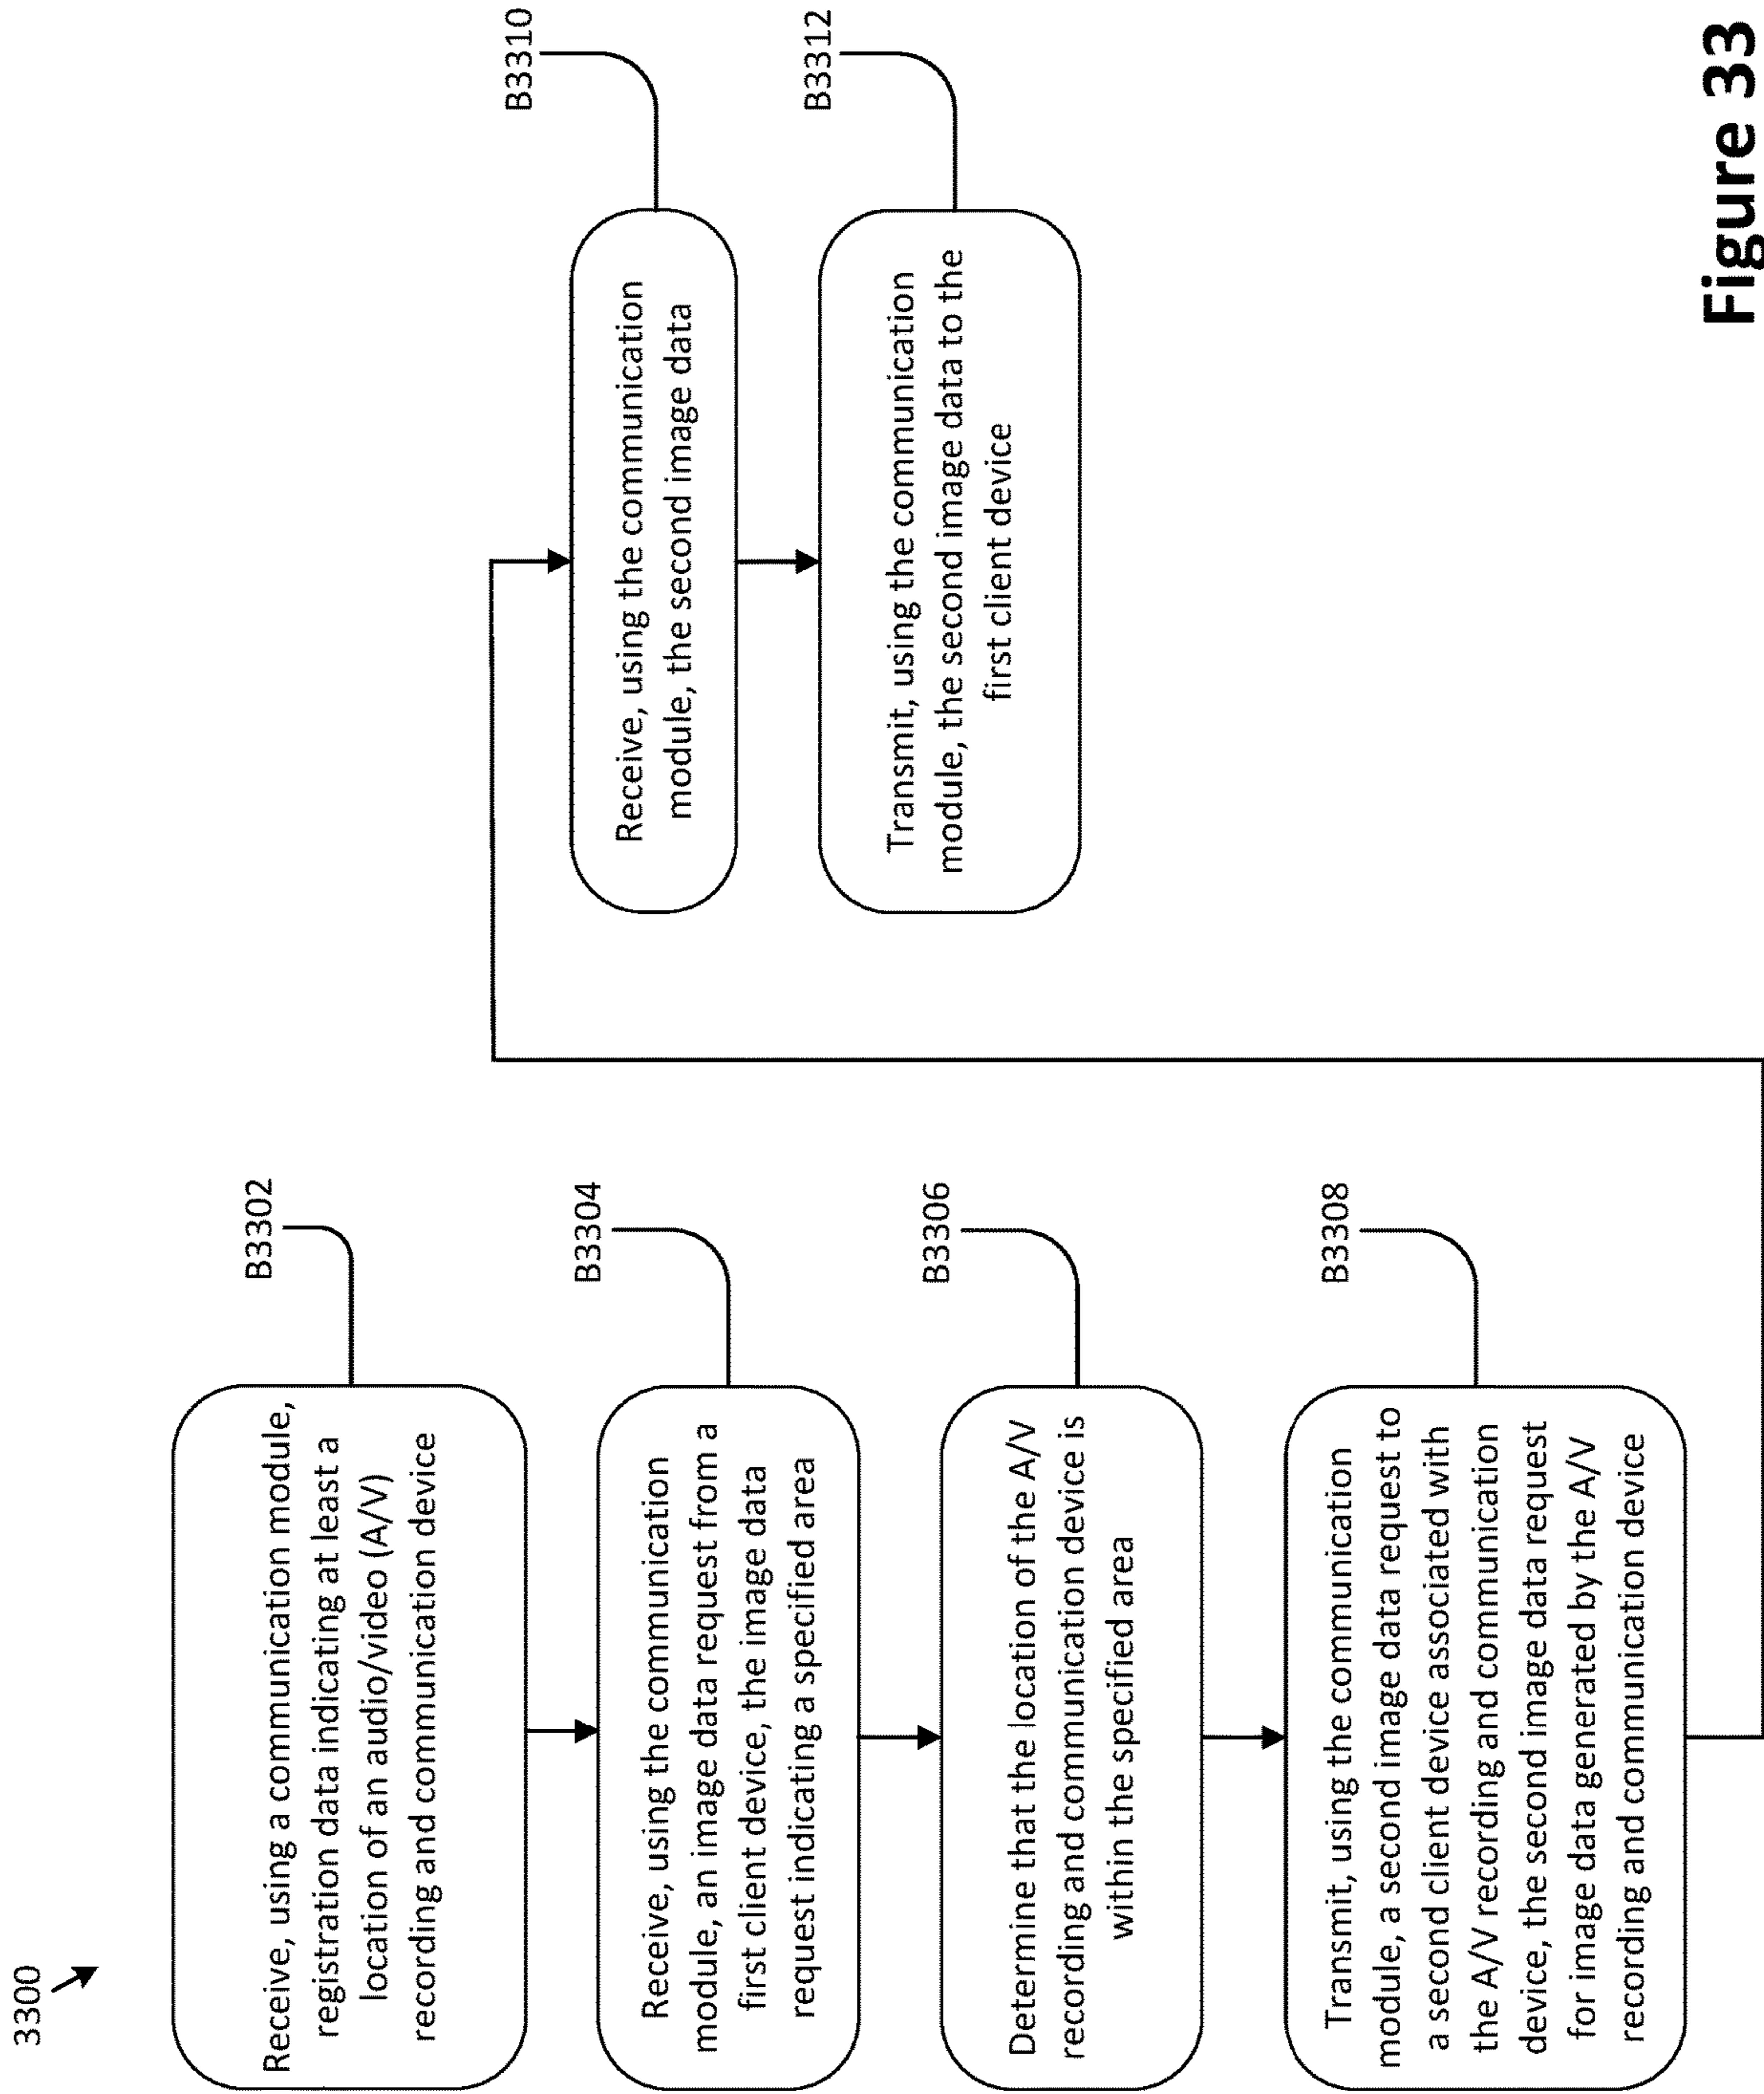 3300
Receive, using a communication module,
registration data indicating at least a
location of an audio/video (A/V)
recording and communication device
B3302
Receive, using the communication
module, an image data request from a
first client device, the image data
request indicating a specified area
B3304
Determine that the location of the A/V
recording and communication device is
within the specified area
B3306
Transmit, using the communication
module, a second image data request to
a second client device associated with
the A/V recording and communication
device, the second image data request
for image data generated by the A/V
recording and communication device
B3308
Receive, using the communication
module, the second image data
B3310
Transmit, using the communication
module, the second image data to the
first client device
B3312
Figure 33